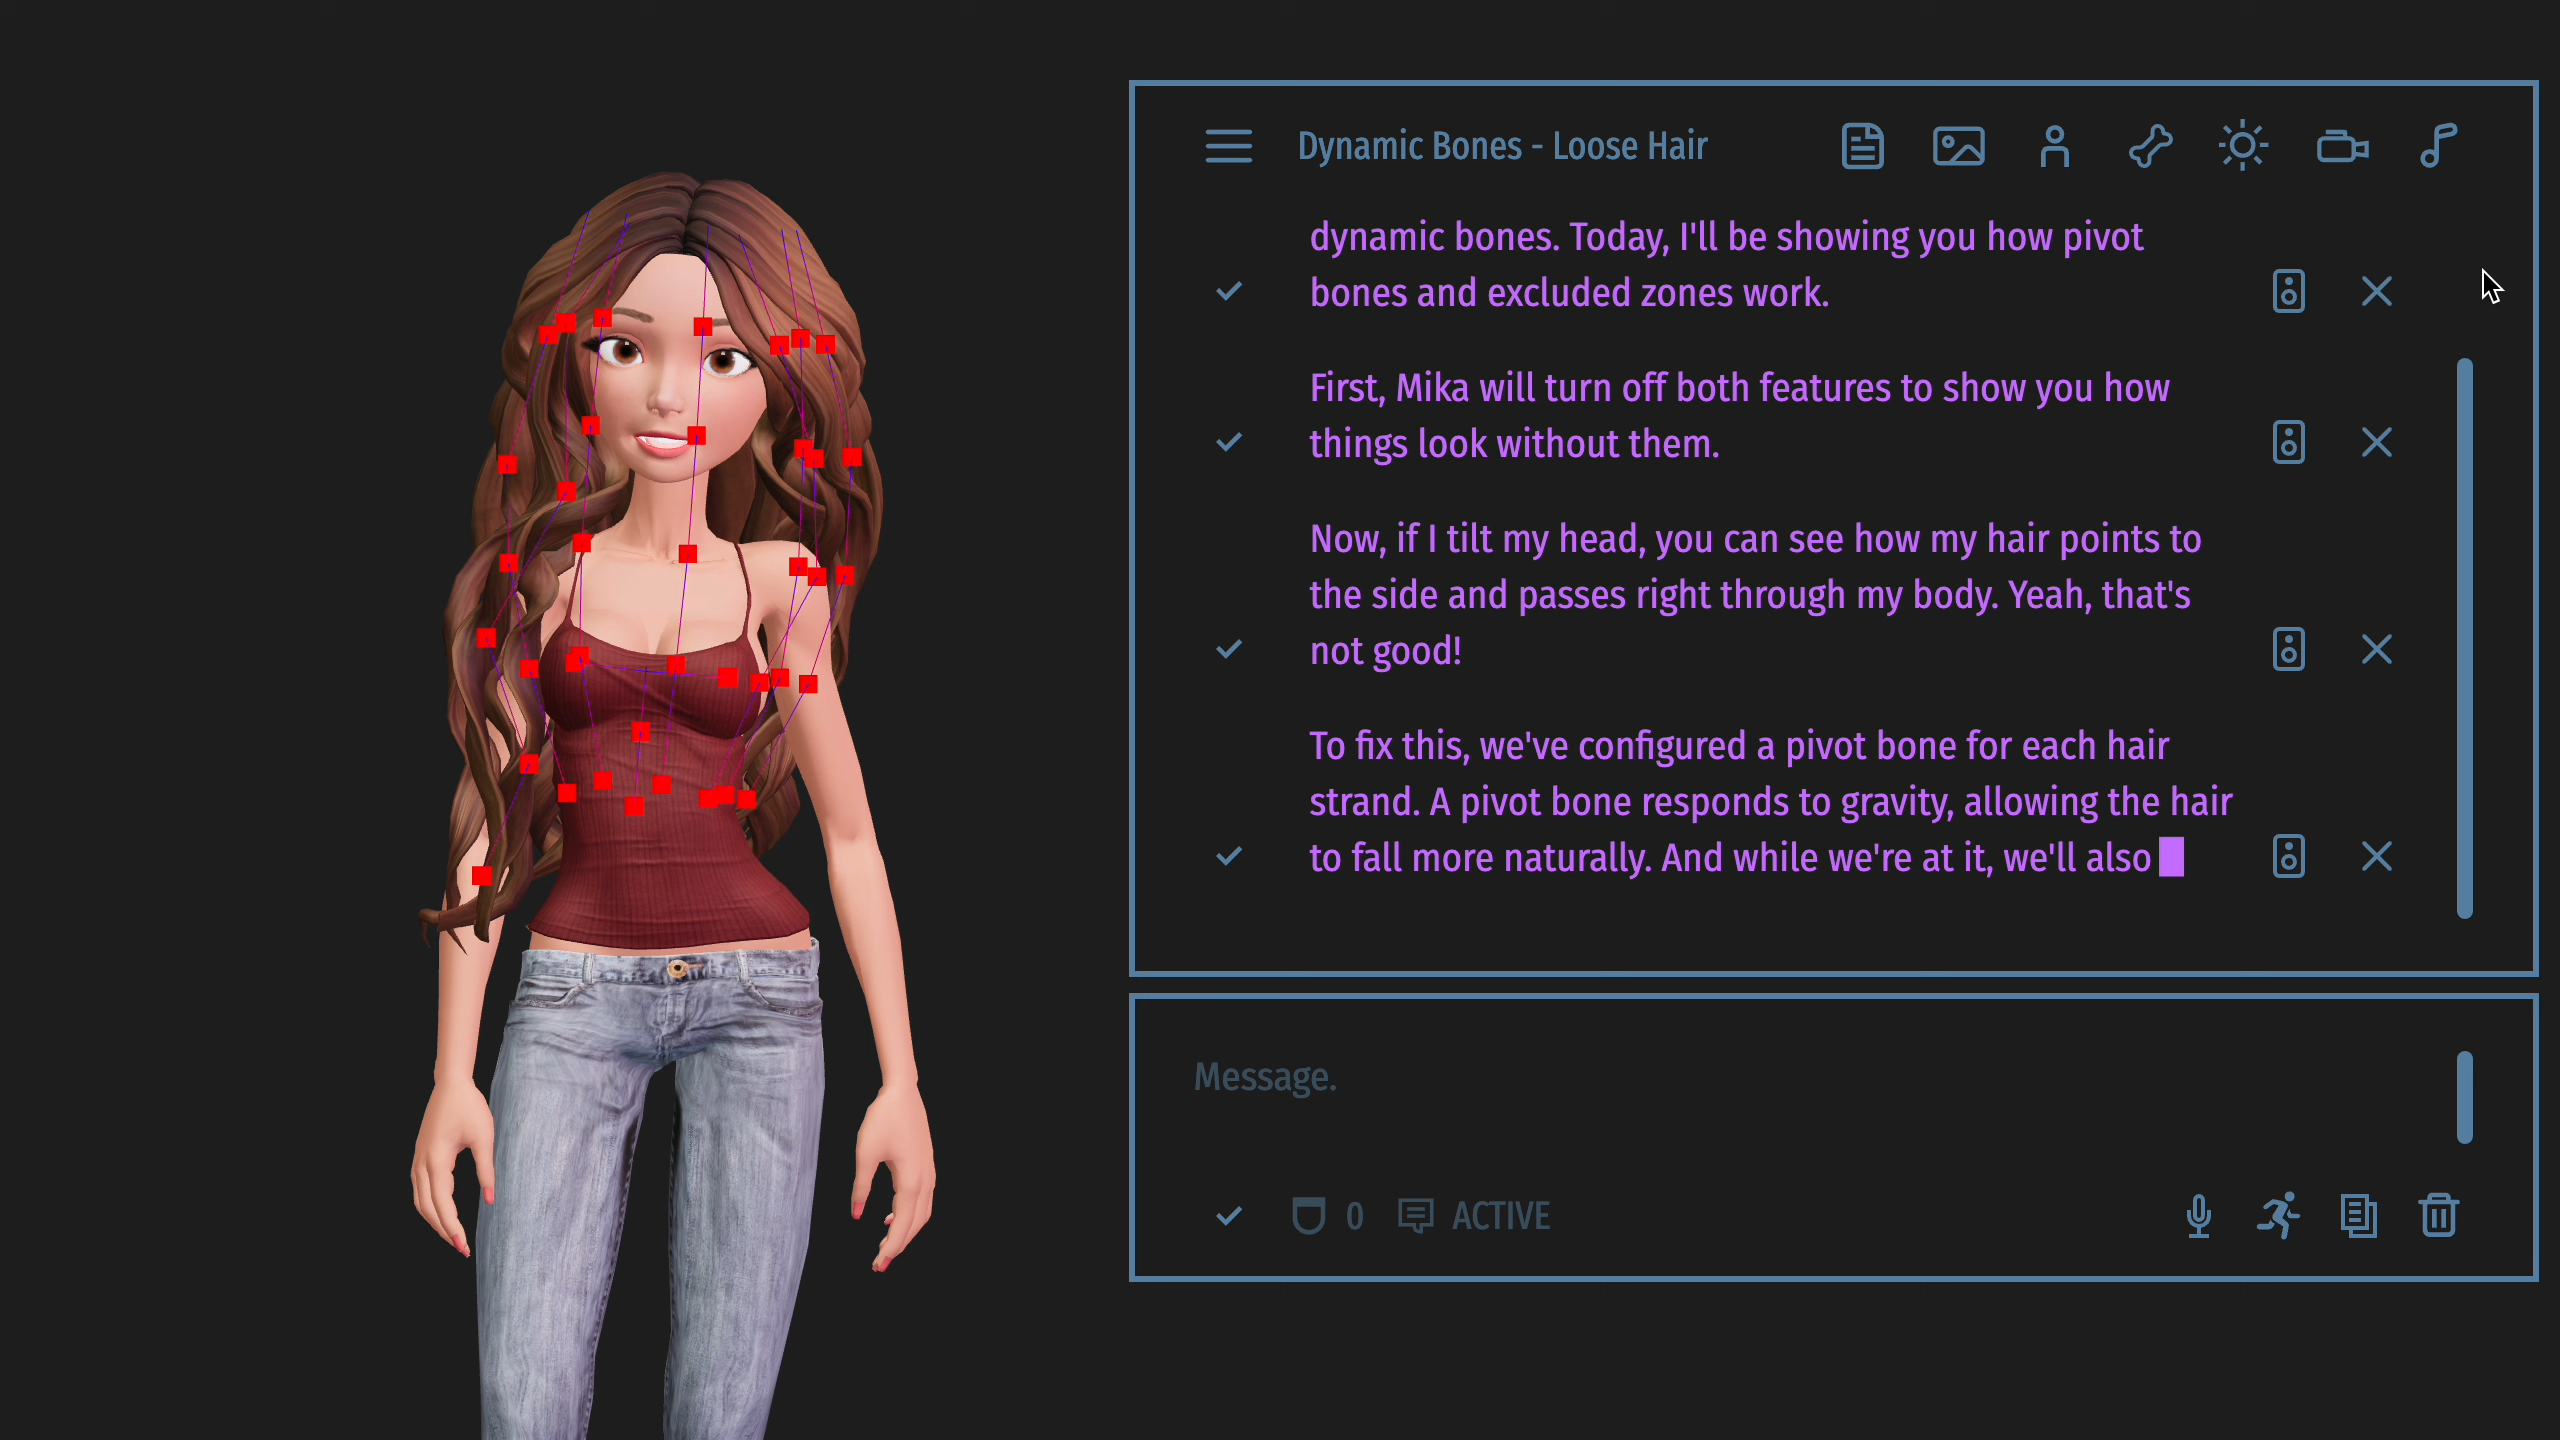 Dynamic Bones - Loose Hair
dynamic bones. Today, I'll be showing you how pivot
bones and excluded zones work.
First, Mika will turn off both features to show you how
things look without them.
Now, if I tilt my head, you can see how my hair points to
the side and passes right through my body. Yeah, that's
not good!
To fix this, we've configured a pivot bone for each hair
strand. A pivot bone responds to gravity, allowing the hair
to fall more naturally. And while we're at it, we'll also
Message.
0 ACTIVE